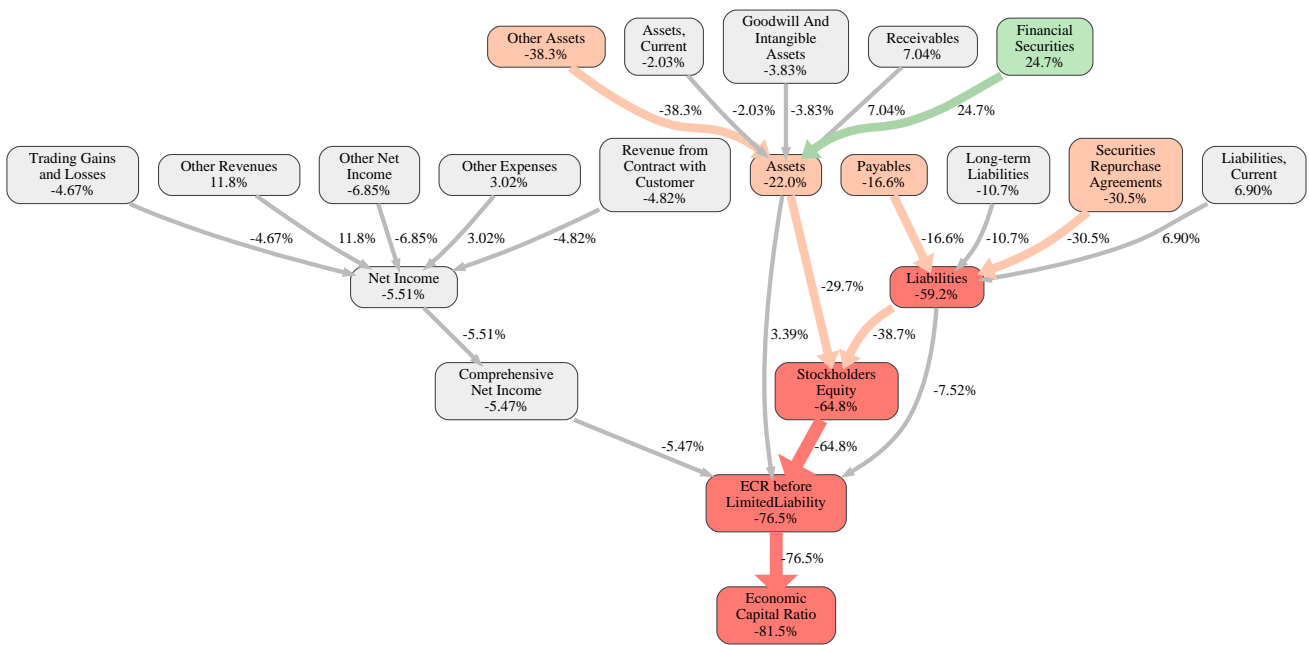 Other Assets
-38.3%
Assets,
Current
-2.03%
Goodwill And
Intangible
Assets
-3.83%
Receivables
7.04%
Financial
Securities
24.7%
-38.3%
-2.03%
-3.83%
7.04%
24.7%
Trading Gains
and Losses
-4.67%
Other Revenues
11.8%
Other Net
Income
-6.85%
Other Expenses
3.02%
Revenue from
Contract with
Customer
-4.82%
Assets
-22.0%
Payables
-16.6%
Long-term
Liabilities
-10.7%
Securities
Repurchase
Agreements
-30.5%
Liabilities,
Current
6.90%
-4.67%
11.8%
-6.85%
3.02%
-4.82%
-16.6%
-10.7%
-30.5%
6.90%
Net Income
-5.51%
-29.7%
Liabilities
-59.2%
-5.51%
3.39%
-38.7%
Comprehensive
Net Income
-5.47%
Stockholders
Equity
-64.8%
-7.52%
-5.47%
-64.8%
ECR before
LimitedLiability
-76.5%
-76.5%
Economic
Capital Ratio
-81.5%